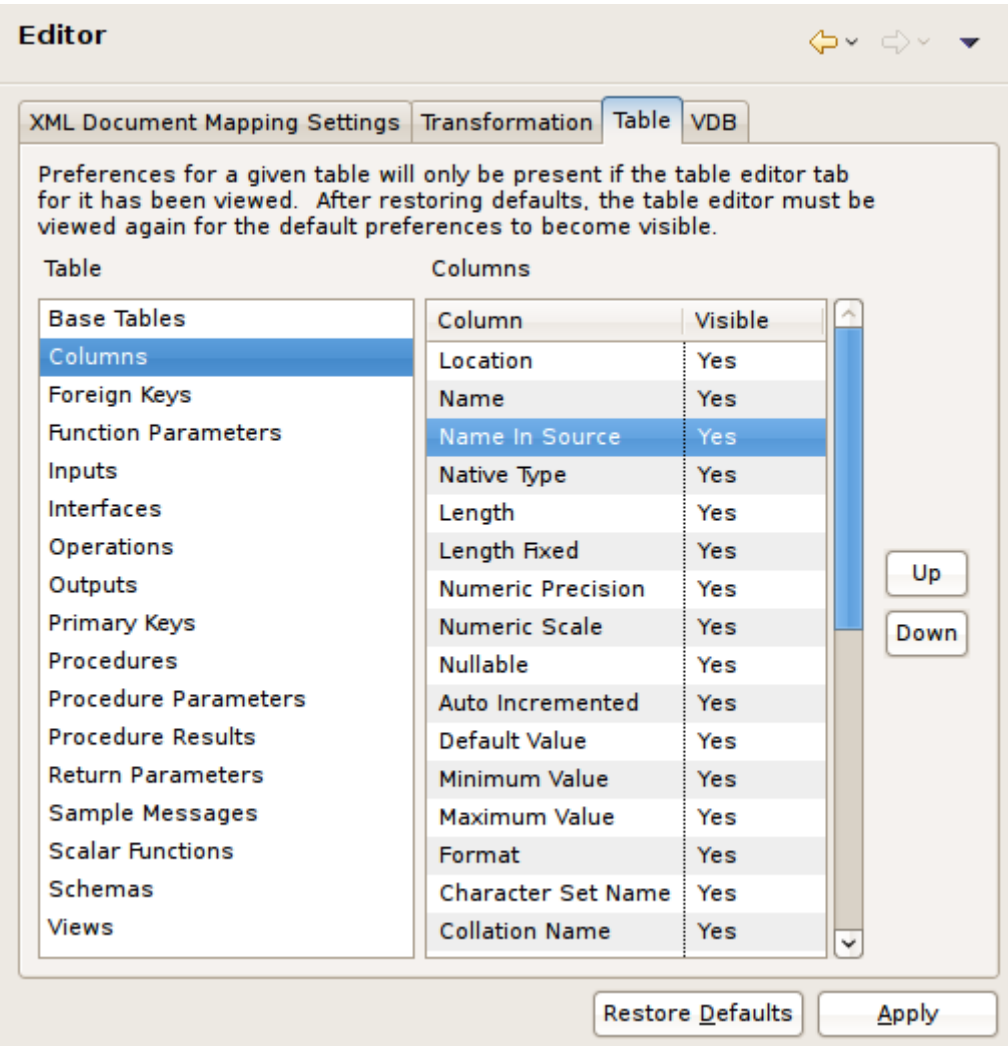 Editor
XML Document Mapping Settings Transformation Table VDB
Preferences for a given table will only be present if the table editor tab
for it has been viewed.  After restoring defaults, the table editor must be
viewed again for the default preferences to become visible.
Table
Base Tables
Columns
Foreign Keys
Function Parameters
Inputs
Interfaces
Operations
Outputs
Primary Keys
Procedures
Procedure Parameters
Procedure Results
Return Parameters
Sample Messages
Scalar Functions
Schemas
Views
Columns
Column Visible
Location Yes
Name Yes
Name In Source Yes
Native Type Yes
Length Yes
Length Fixed Yes
Numeric Precision Yes
Numeric Scale Yes
Nullable Yes
Auto Incremented Yes
Default Value Yes
Minimum Value Yes
Maximum Value Yes
Format Yes
Character Set Name Yes
Collation Name Yes
Up
Down
Restore Defaults
Apply